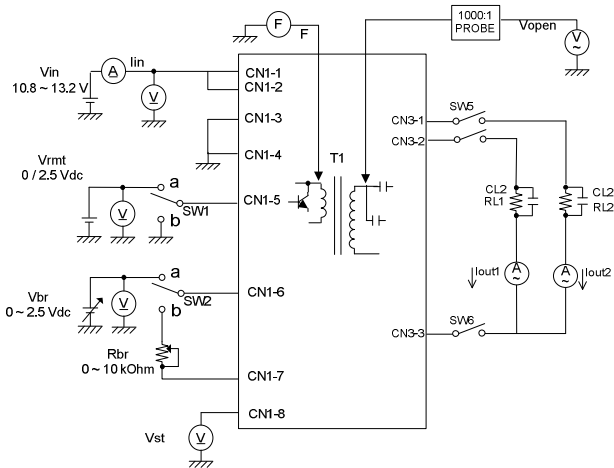 F
F
1000:1
PROBE
Vopen
V
Vin
10.8 ~ 13.2 V
A
Iin
V
CN1-1
CN1-2
CN1-3
CN1-4
CN3-1
CN3-2
SW5
Vrmt
0 / 2.5 Vdc
V
a
b
SW1
CN1-5
T1
CL2
RL1
CL2
RL2
Vbr
0 ~ 2.5 Vdc
V
a
b
SW2
CN1-6
Iout1
A
A
Iout2
Rbr
0 ~ 10 kOhm
CN1-7
CN3-3
SW6
CN1-8
Vst
V